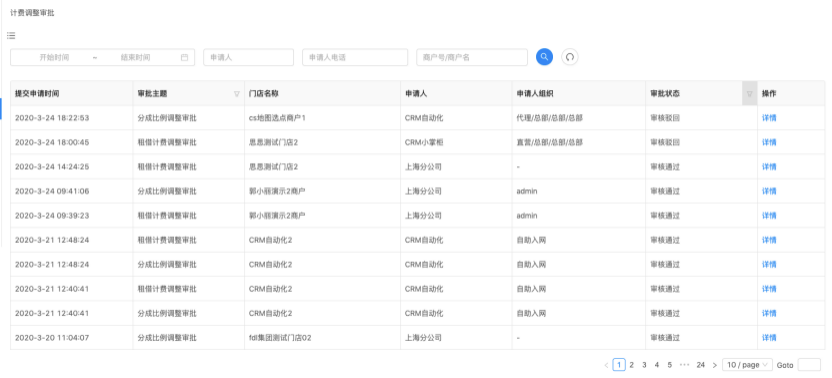 计费调整审批
开始时间 ~ 结束时间 申请人 申请人电话 商户号/商户名
提交申请时间 审批主题 门店名称 申请人 申请人组织 审批状态 操作
2020-3-24 18:22:53 分成比例调整审批 cs地图选点商户1 CRM自动化 代理/总部/总部/总部 审核驳回 详情
2020-3-24 18:00:45 租借计费调整审批 思思测试门店2 CRM小掌柜 直营/总部/总部/总部 审核驳回 详情
2020-3-24 14:24:25 租借计费调整审批 思思测试门店2 上海分公司 - 审核通过 详情
2020-3-24 09:41:06 分成比例调整审批 郭小丽演示2商户 上海分公司 admin 审核通过 详情
2020-3-24 09:39:23 租借计费调整审批 郭小丽演示2商户 上海分公司 admin 审核通过 详情
2020-3-21 12:48:24 租借计费调整审批 CRM自动化2 CRM自动化 自助入网 审核通过 详情
2020-3-21 12:48:24 分成比例调整审批 CRM自动化2 CRM自动化 自助入网 审核通过 详情
2020-3-21 12:40:41 租借计费调整审批 CRM自动化2 CRM自动化 自助入网 审核通过 详情
2020-3-21 12:40:41 分成比例调整审批 CRM自动化2 CRM自动化 自助入网 审核通过 详情
2020-3-20 11:04:07 分成比例调整审批 fdl集团测试门店02 上海分公司 - 审核通过 详情
< 1 2 3 4 5 ··· 24 > 10 / page Goto